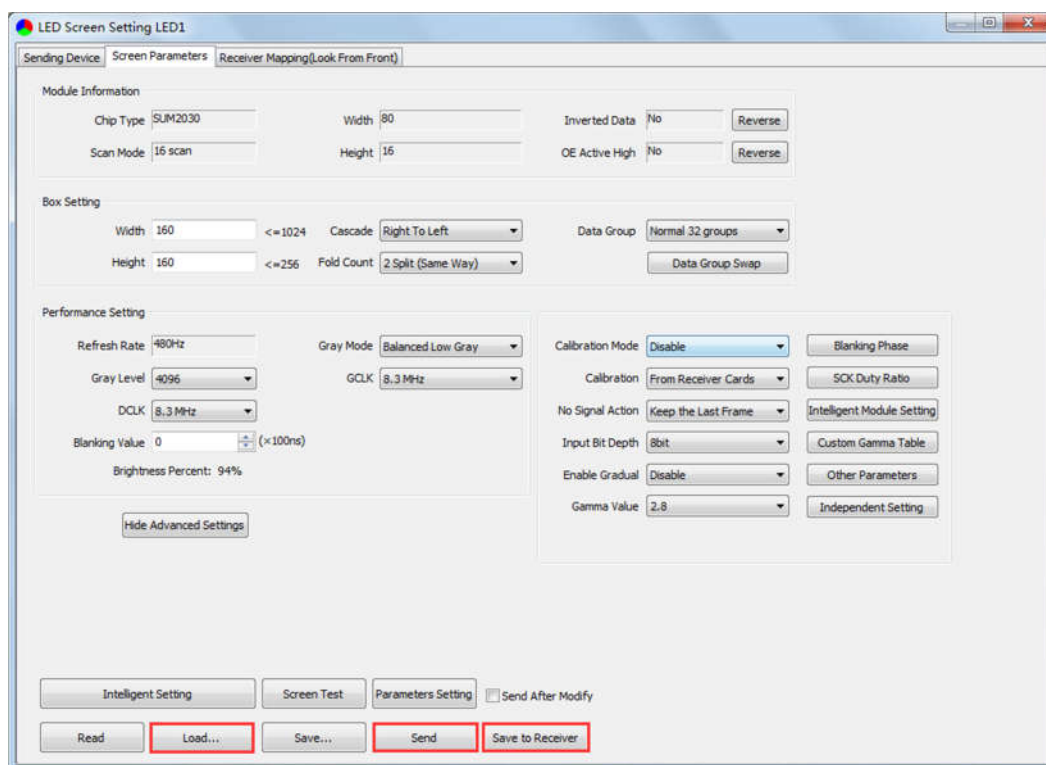 LED Screen Setting LED1
Sending Device Screen Parameters Receiver Mapping(Look From Front)
Module Information
Chip Type SUM2030 Width 80 Inverted Data No Reverse
Scan Mode 16 scan Height 16 OE Active High No Reverse
Box Setting
Width 160 <=1024 Cascade Right To Left Data Group Normal 32 groups
Height 160 <=256 Fold Count 2 Split (Same Way) Data Group Swap
Performance Setting
Refresh Rate 480Hz Gray Mode Balanced Low Gray Calibration Mode Disable Blanking Phase
Gray Level 4096 GCLK 8.3 MHz Calibration From Receiver Cards SCK Duty Ratio
DCLK 8.3 MHz No Signal Action Keep the Last Frame Intelligent Module Setting
Blanking Value 0 (×100ns) Input Bit Depth 8bit Custom Gamma Table
Brightness Percent: 94% Enable Gradual Disable Other Parameters
Gamma Value 2.8 Independent Setting
Hide Advanced Settings
Intelligent Setting Screen Test Parameters Setting Send After Modify
Read Load... Save... Send Save to Receiver